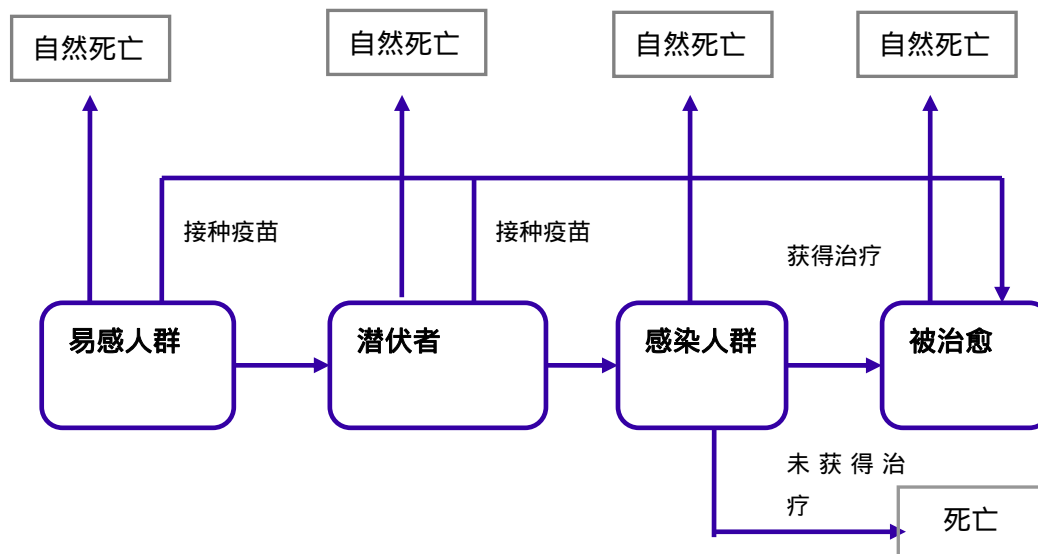 自然死亡
自然死亡
自然死亡
自然死亡
接种疫苗
接种疫苗
获得治疗
易感人群
潜伏者
感染人群
被治愈
未获得治
疗
死亡